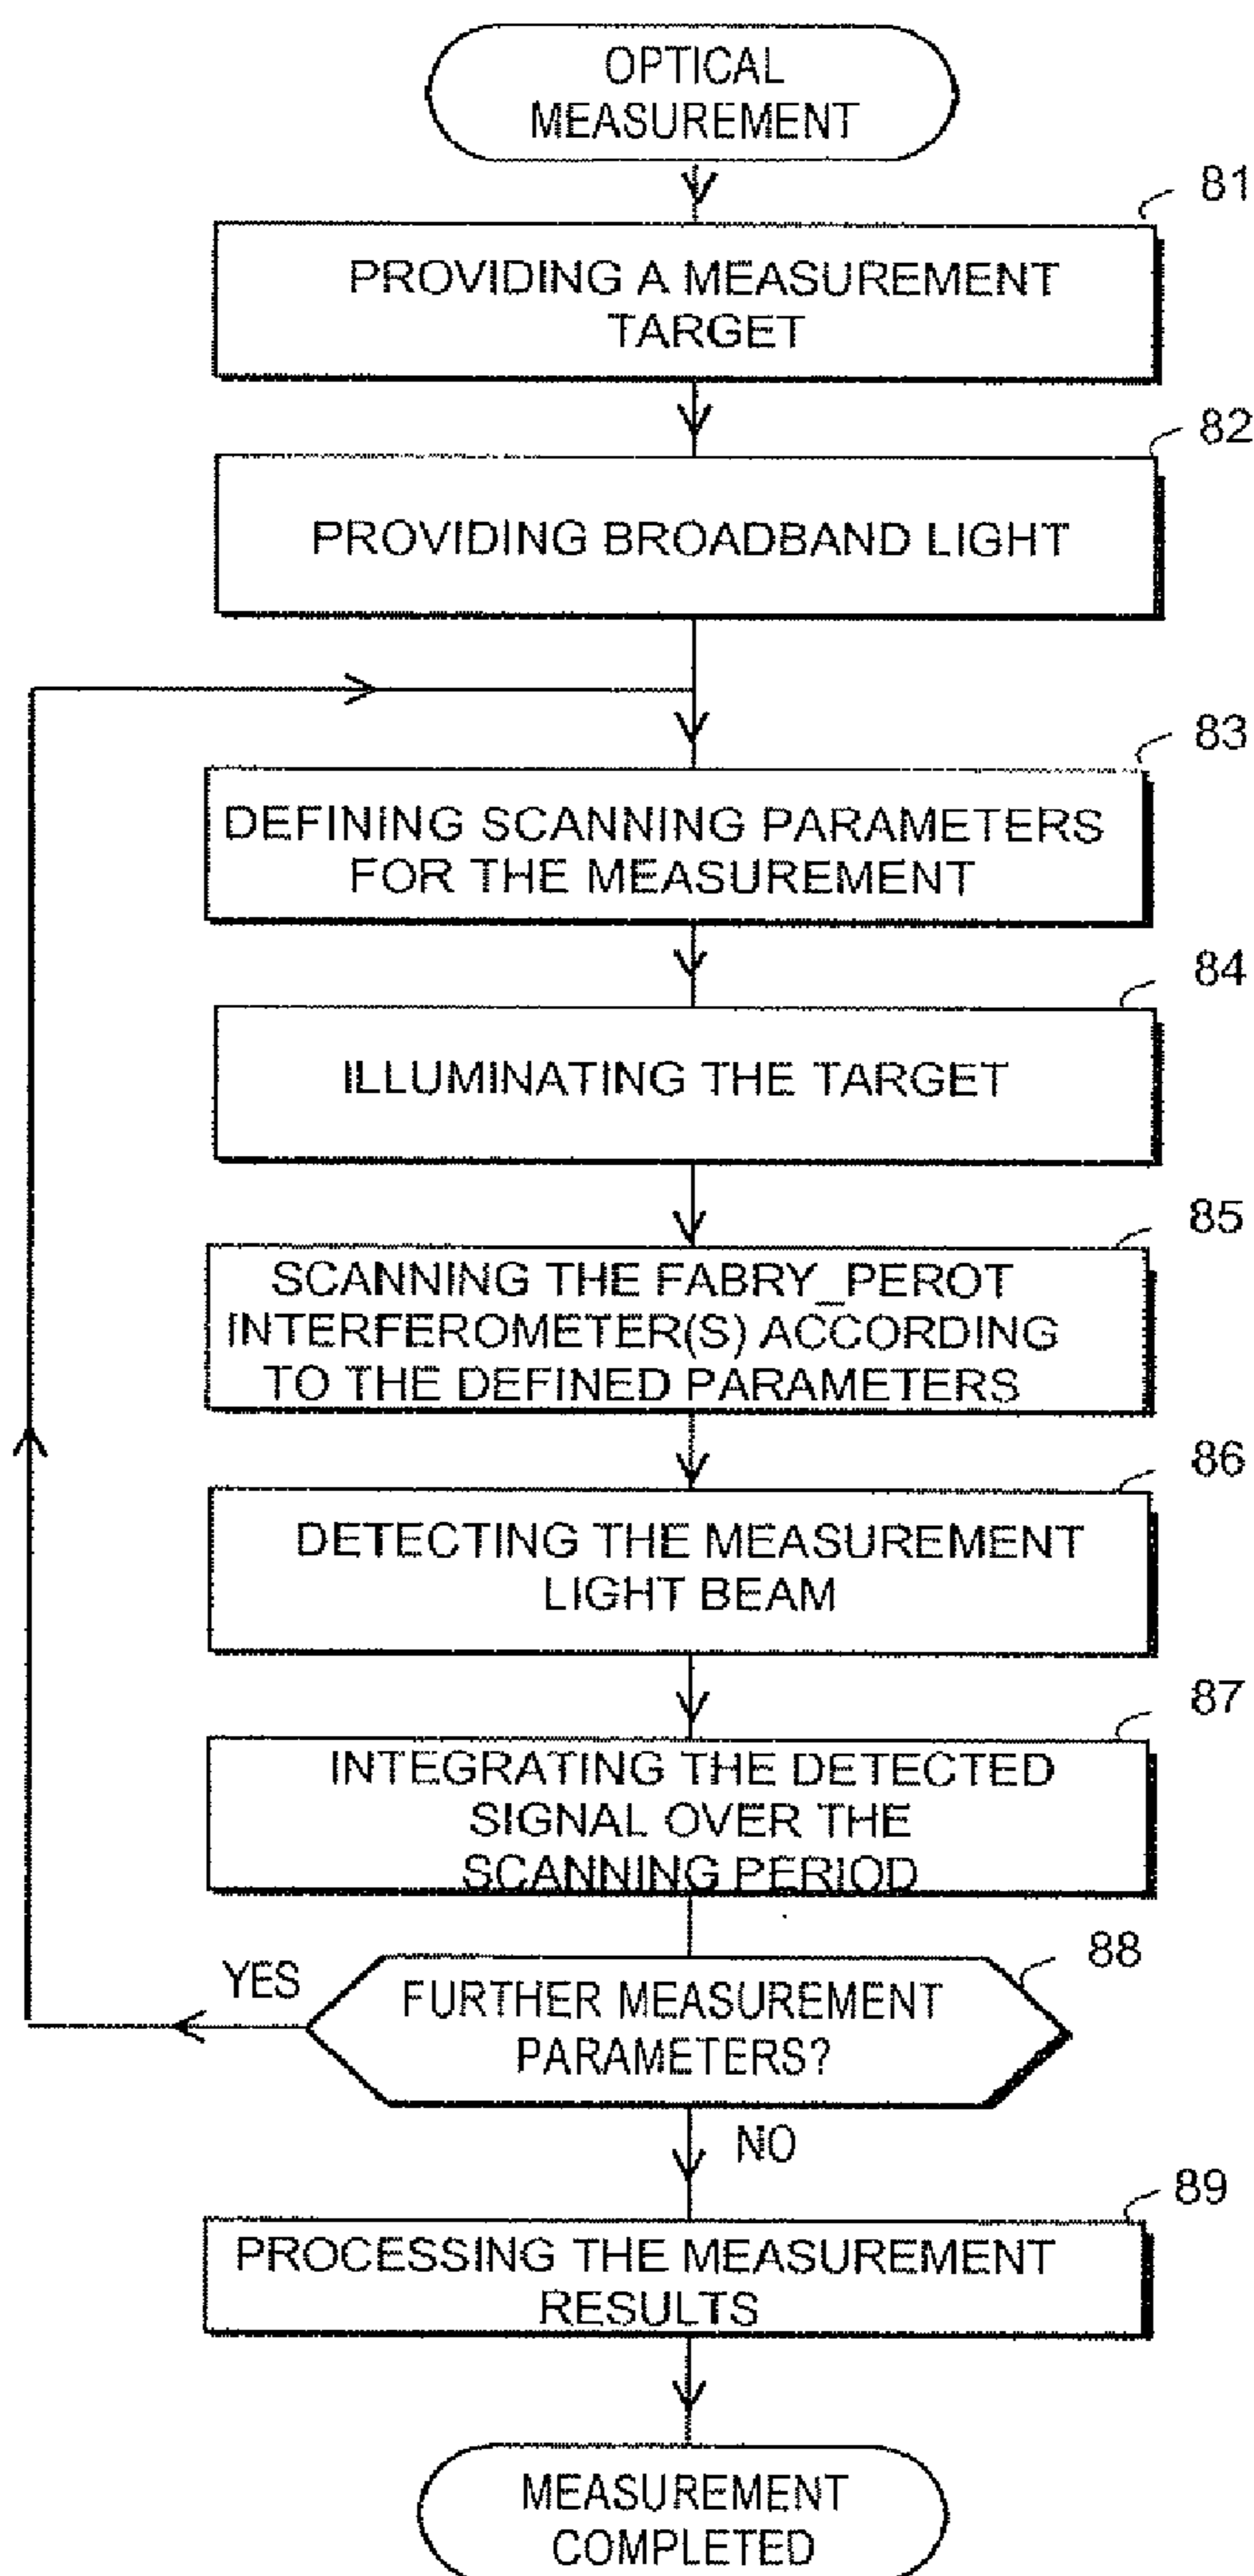 OPTICAL
MEASUREMENT
81
PROVIDING A MEASUREMENT
TARGET
82
PROVIDING BROADBAND LIGHT
83
DEFINING SCANNING PARAMETERS
FOR THE MEASUREMENT
84
ILLUMINATING THE TARGET
85
SCANNING THE FABRY_PEROT
INTERFEROMETER(S) ACCORDING
TO THE DEFINED PARAMETERS
86
DETECTING THE MEASUREMENT
LIGHT BEAM
87
INTEGRATING THE DETECTED
SIGNAL OVER THE
SCANNING PERIOD
88
YES
FURTHER MEASUREMENT
PARAMETERS?
NO
89
PROCESSING THE MEASUREMENT
RESULTS
MEASUREMENT
COMPLETED